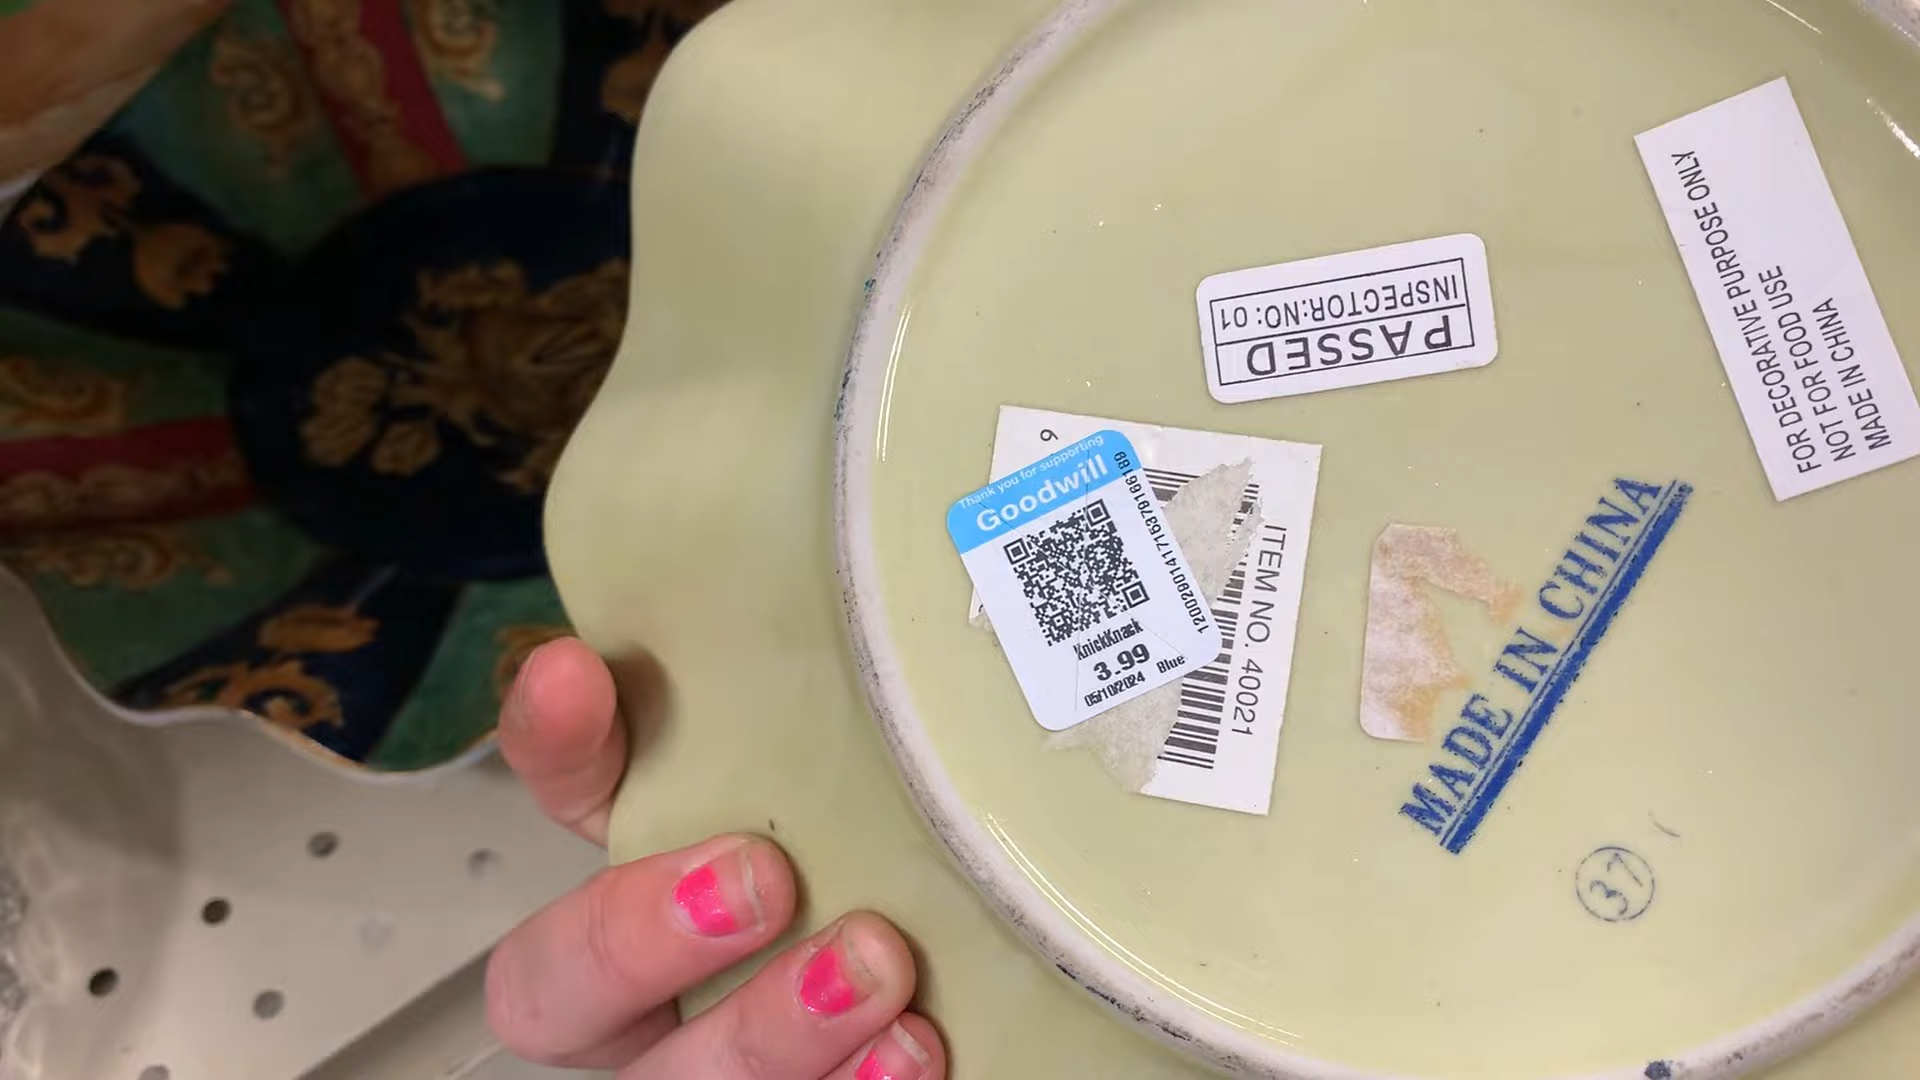 FOR DECORATIVE PURPOSE ONLY
NOT FOR FOOD USE
MADE IN CHINA
PASSED
INSPECTOR:NO: 01
6
Thank you for supporting
Goodwill
KnickKnack
3.99 Blue
05/10/2024
ITEM NO. 40021
MADE IN CHINA
37